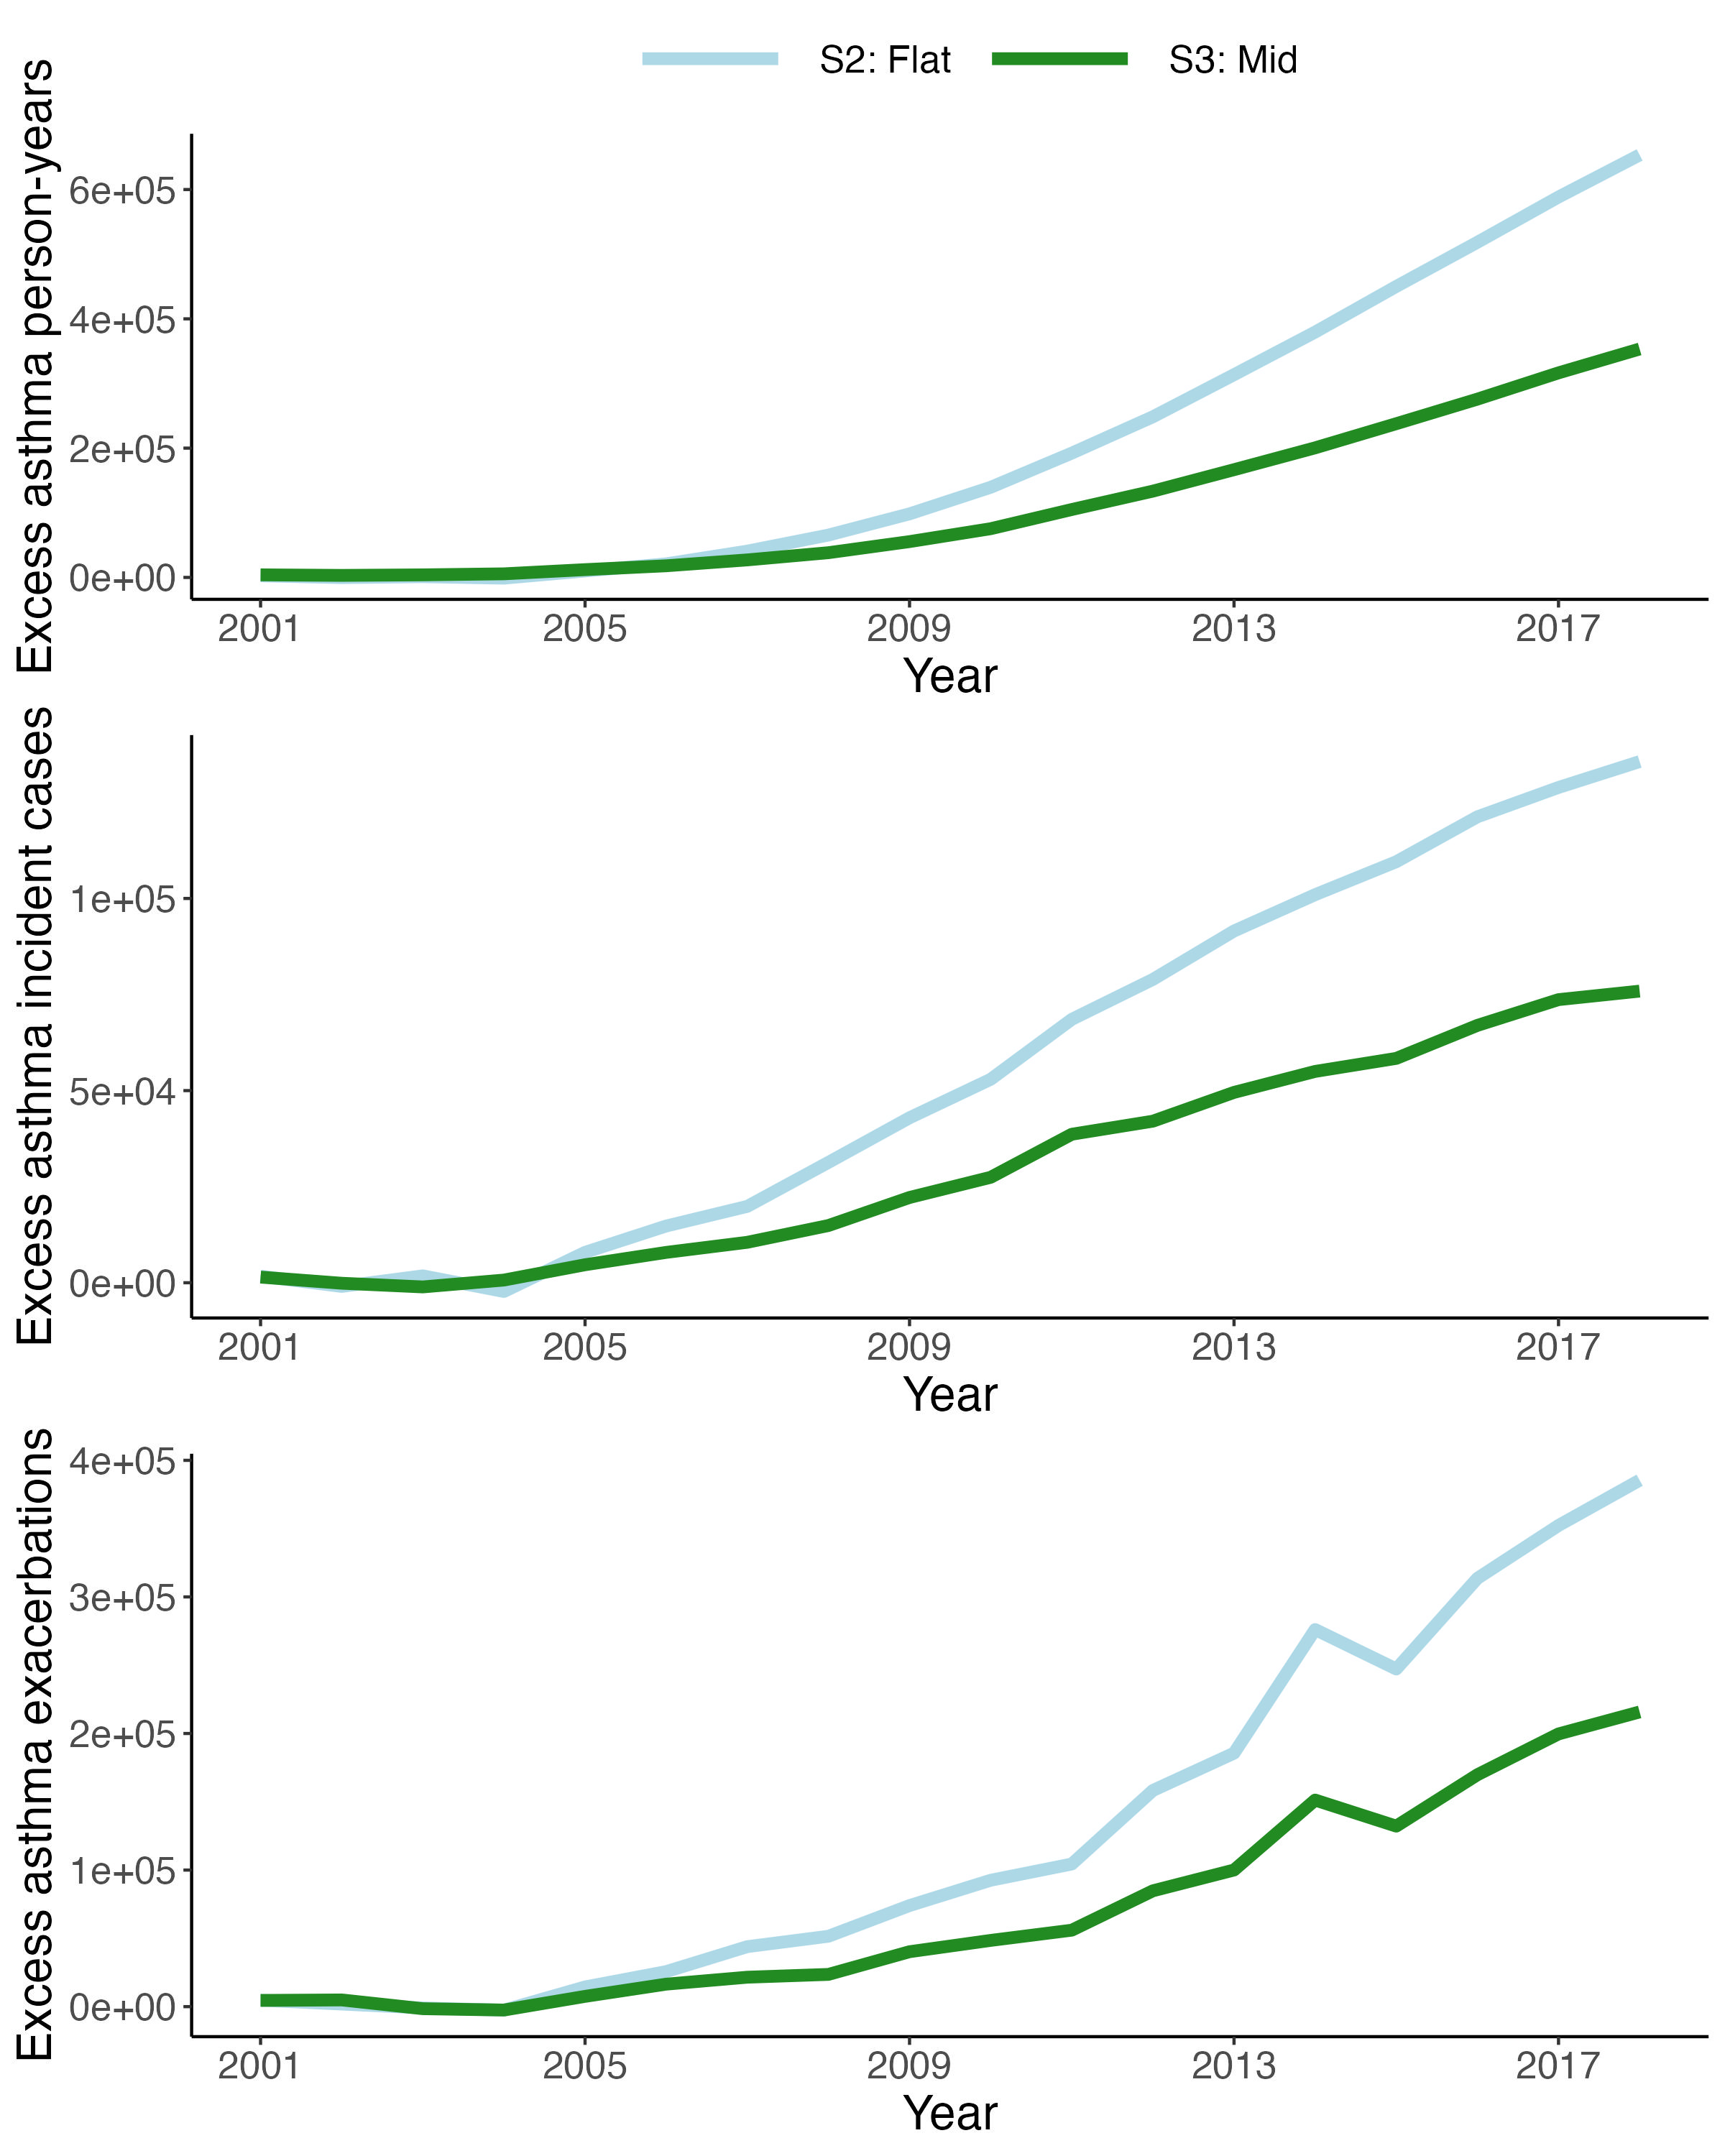 S2: Flat S3: Mid
Excess asthma person-years
6e+05
4e+05
2e+05
0e+00
2001 2005 2009 2013 2017
Year
Excess asthma incident cases
1e+05
5e+04
0e+00
2001 2005 2009 2013 2017
Year
Excess asthma exacerbations
4e+05
3e+05
2e+05
1e+05
0e+00
2001 2005 2009 2013 2017
Year